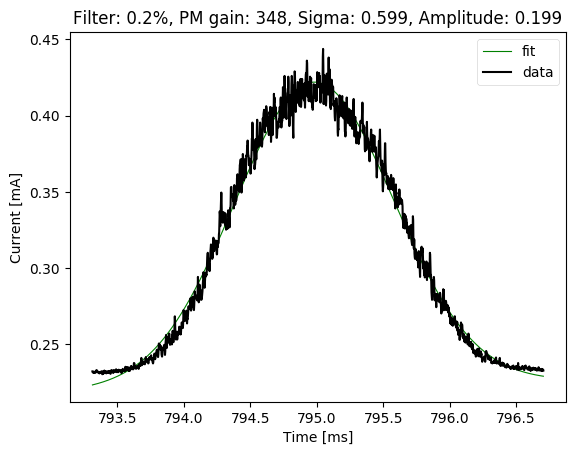 Filter: 0.2%, PM gain: 348, Sigma: 0.599, Amplitude: 0.199
0.45
fit
data
0.40
0.35
Current [mA]
0.30
0.25
793.5 794.0 794.5 795.0 795.5 796.0 796.5
Time [ms]